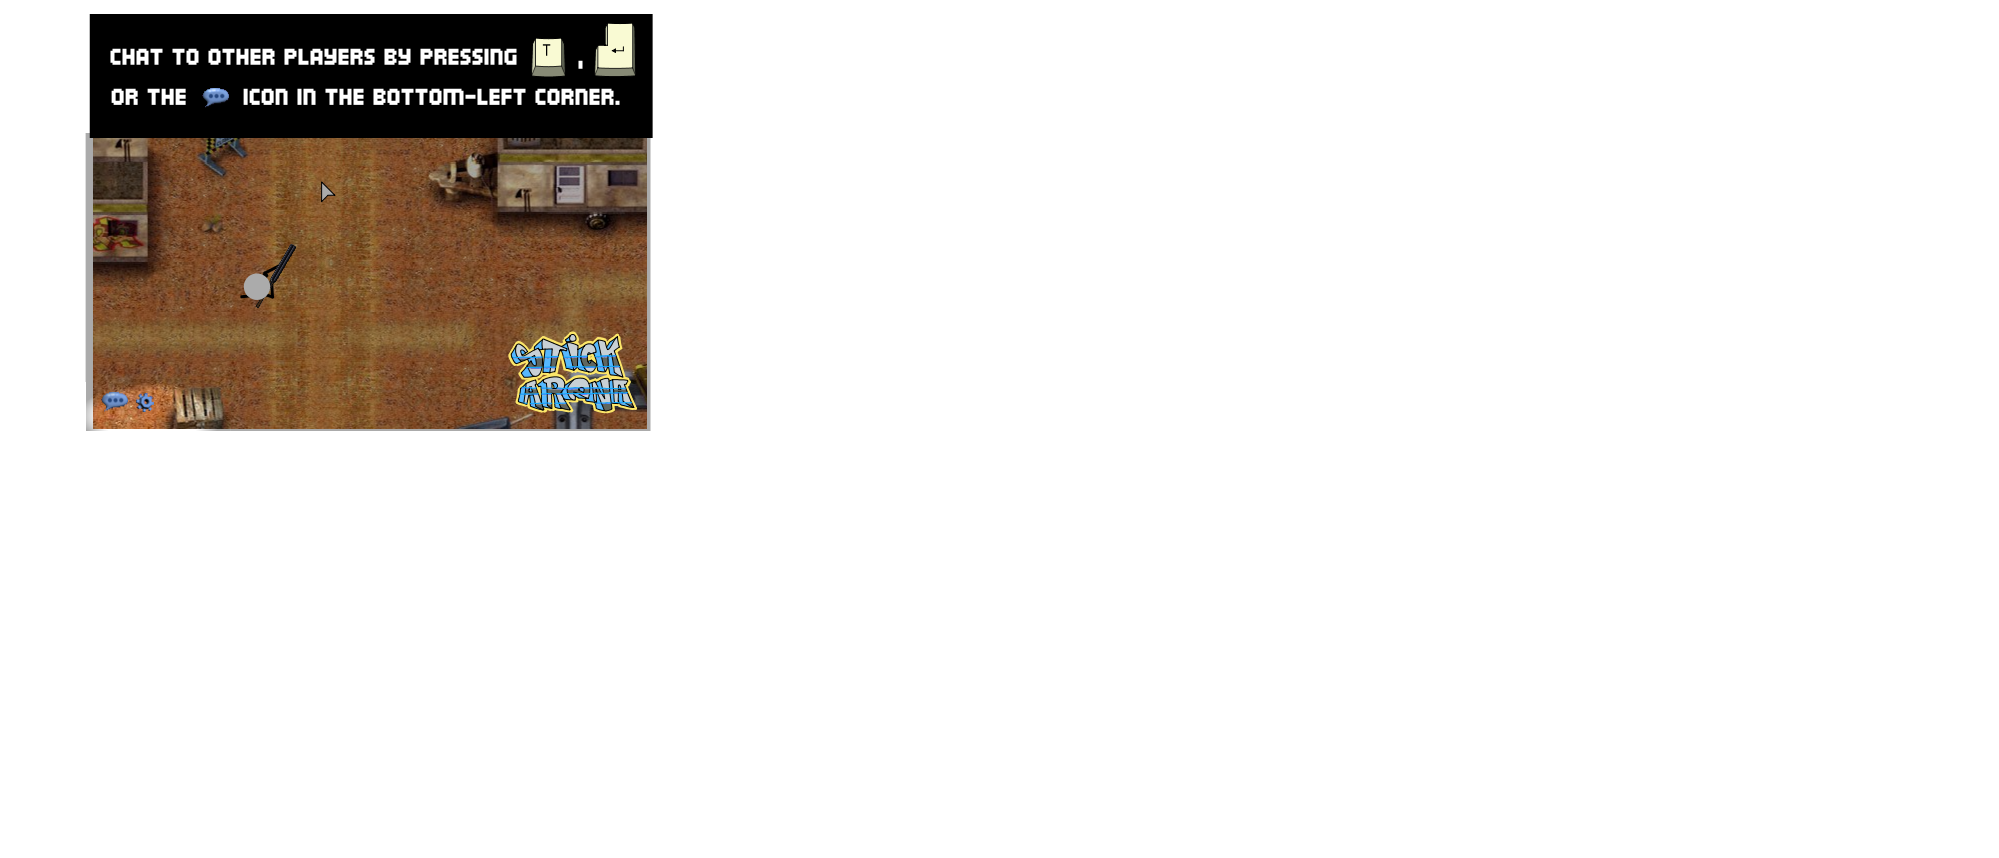 CHAT TO OTHER PLAYERS BY PRESSING T ,
OR THE ICON IN THE BOTTOM-LEFT CORNER.
STICK
ARENA